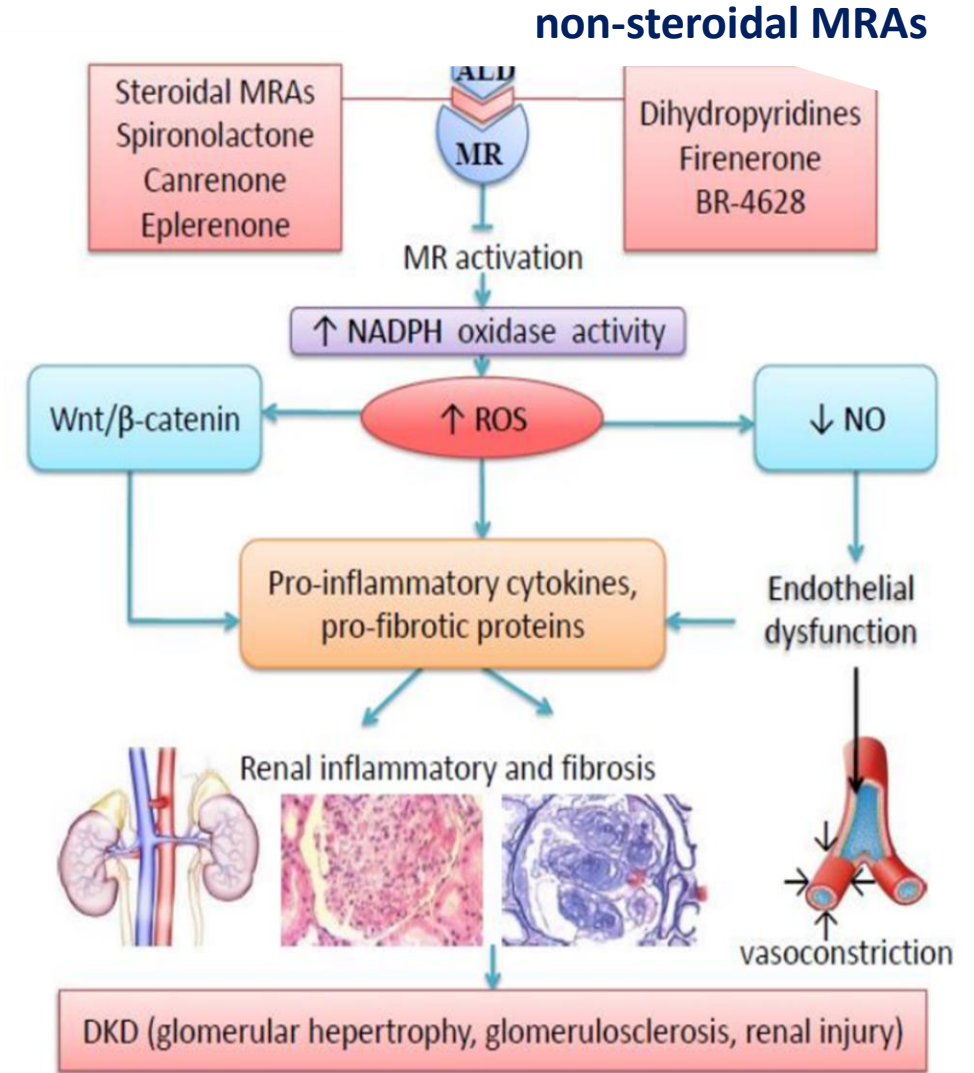 non-steroidal MRAs
Steroidal MRAs
Spironolactone
Canrenone
Eplerenone
ALD
MR
Dihydropyridines
Firenerone
BR-4628
MR activation
↑ NADPH oxidase activity
Wnt/β-catenin
↑ ROS
↓ NO
Pro-inflammatory cytokines,
pro-fibrotic proteins
Endothelial
dysfunction
Renal inflammatory and fibrosis
vasoconstriction
DKD (glomerular hepertrophy, glomerulosclerosis, renal injury)